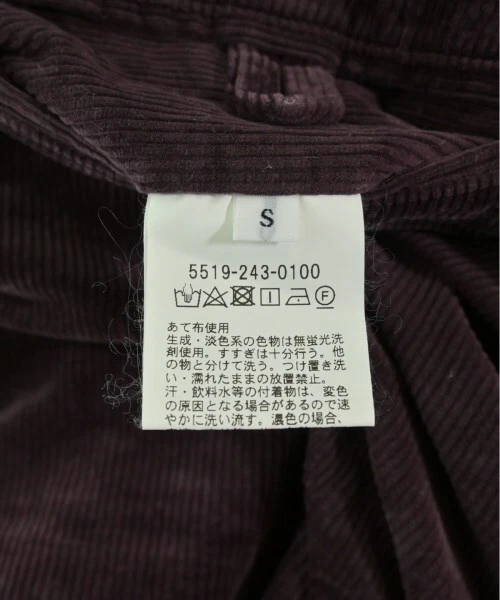 S
5519-243-0100
あて布使用
生成・淡色系の色物は無蛍光洗
剤使用。すすぎは十分行う。他
の物と分けて洗う。つけ置き洗
い・濡れたままの放置禁止。
汗・飲料水等の付着物は、変色
の原因となる場合があるので速
やかに洗い流す。濃色の場合、